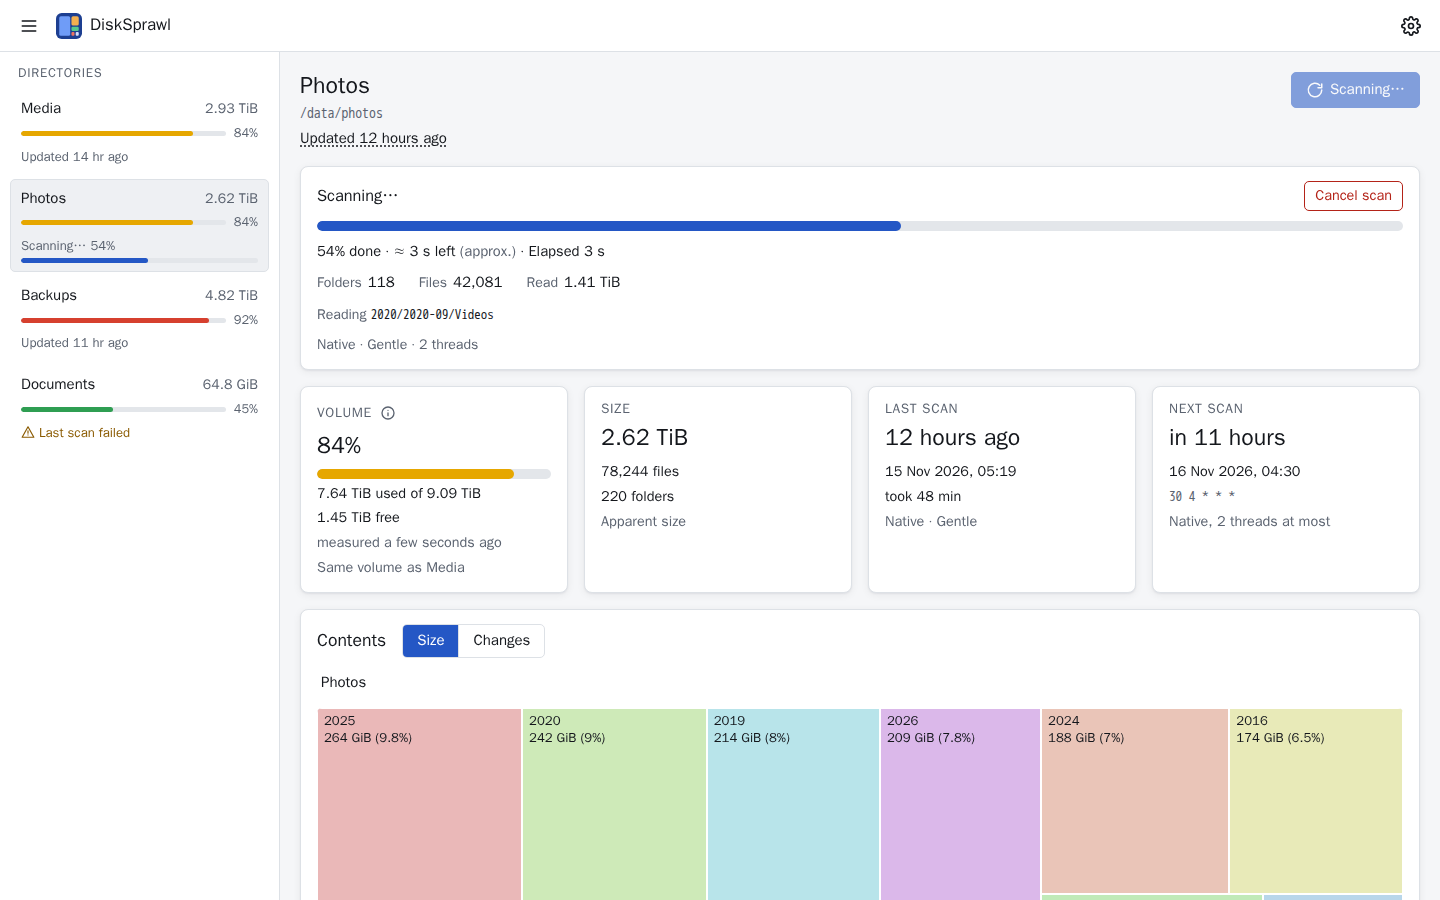 DiskSprawl
DIRECTORIES
Media 2.93 TiB
84%
Updated 14 hr ago
Photos 2.62 TiB
84%
Scanning··· 54%
Backups 4.82 TiB
92%
Updated 11 hr ago
Documents 64.8 GiB
45%
Last scan failed
Photos
/data/photos
Updated 12 hours ago
Scanning···
Scanning···
Cancel scan
54% done · ≈ 3 s left (approx.) · Elapsed 3 s
Folders 118 Files 42,081 Read 1.41 TiB
Reading 2020/2020-09/Videos
Native · Gentle · 2 threads
VOLUME
84%
7.64 TiB used of 9.09 TiB
1.45 TiB free
measured a few seconds ago
Same volume as Media
SIZE
2.62 TiB
78,244 files
220 folders
Apparent size
LAST SCAN
12 hours ago
15 Nov 2026, 05:19
took 48 min
Native · Gentle
NEXT SCAN
in 11 hours
16 Nov 2026, 04:30
30 4 * * *
Native, 2 threads at most
Contents
Size
Changes
Photos
2025
264 GiB (9.8%)
2020
242 GiB (9%)
2019
214 GiB (8%)
2026
209 GiB (7.8%)
2024
188 GiB (7%)
2016
174 GiB (6.5%)